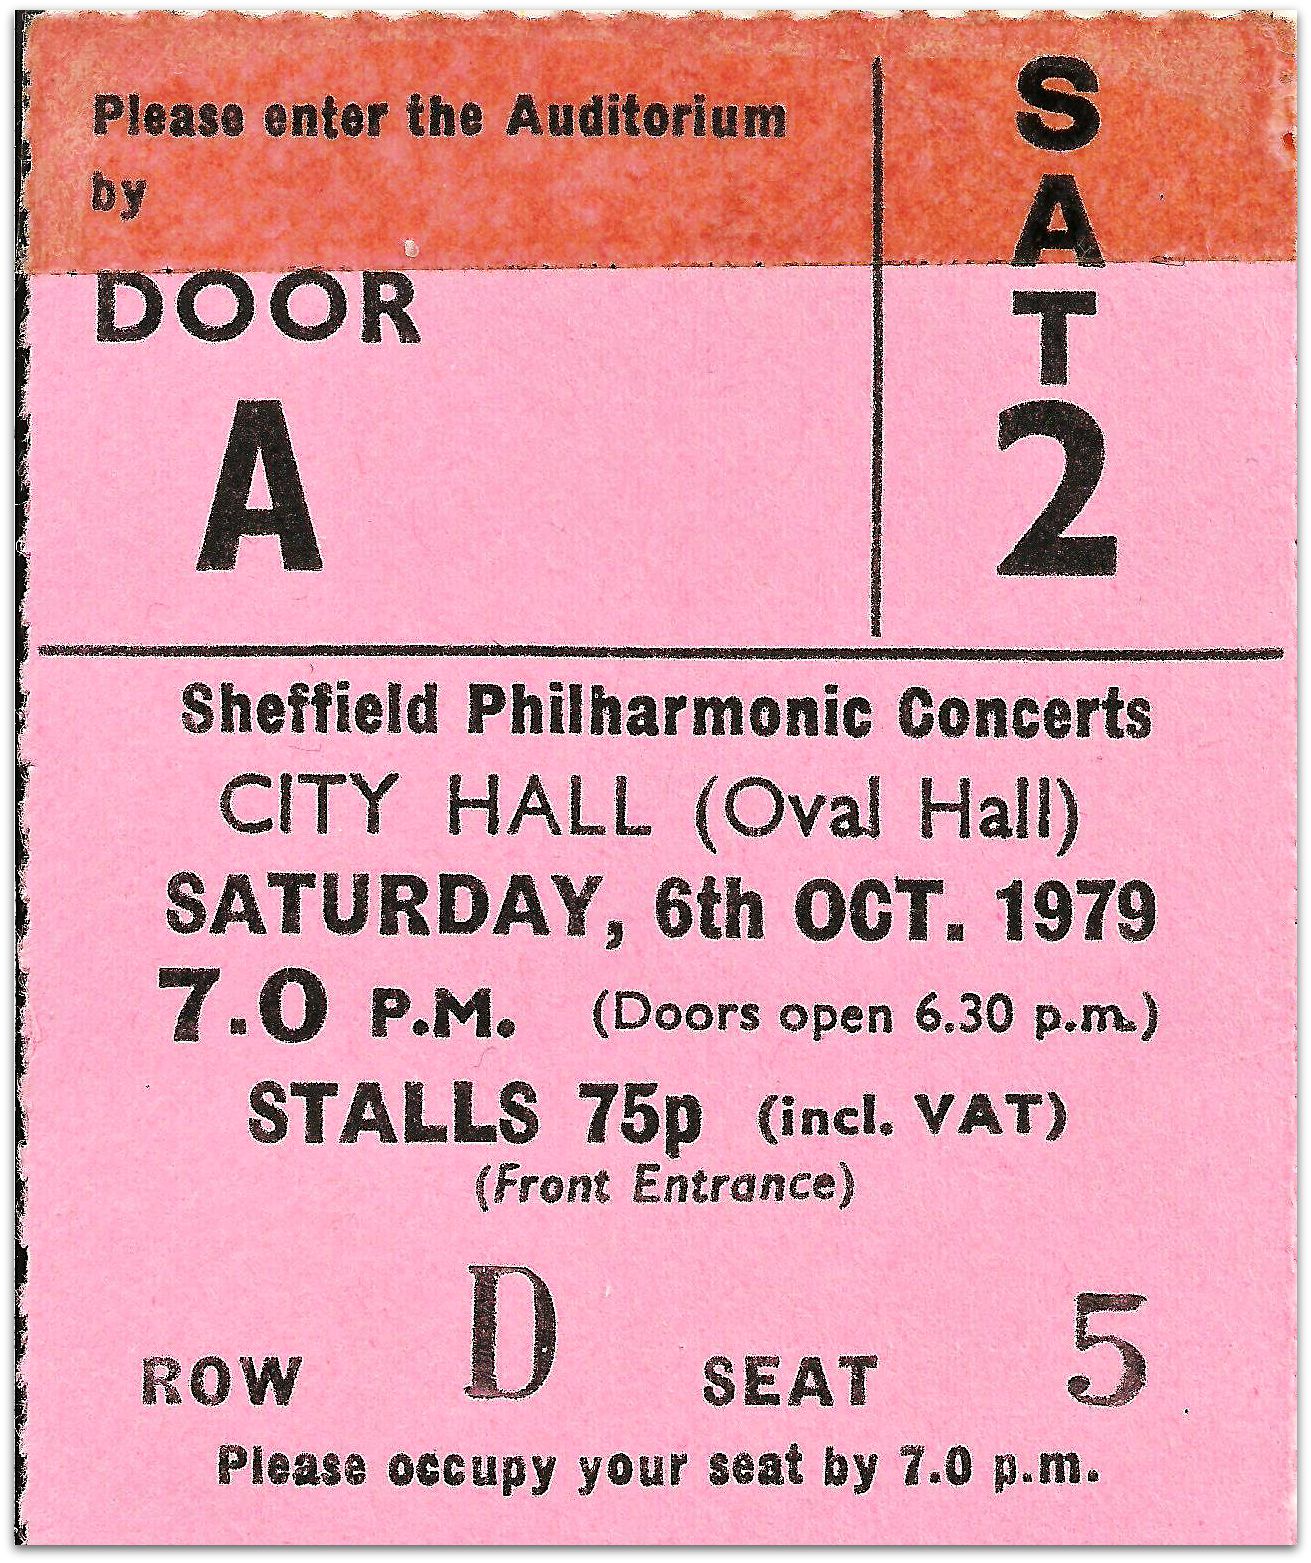 Please enter the Auditorium
by
DOOR
A
SAT
2
Sheffield Philharmonic Concerts
CITY HALL (Oval Hall)
SATURDAY, 6th OCT. 1979
7.0 P.M. (Doors open 6.30 p.m.)
STALLS 75p (incl. VAT)
(Front Entrance)
ROW D SEAT 5
Please occupy your seat by 7.0 p.m.